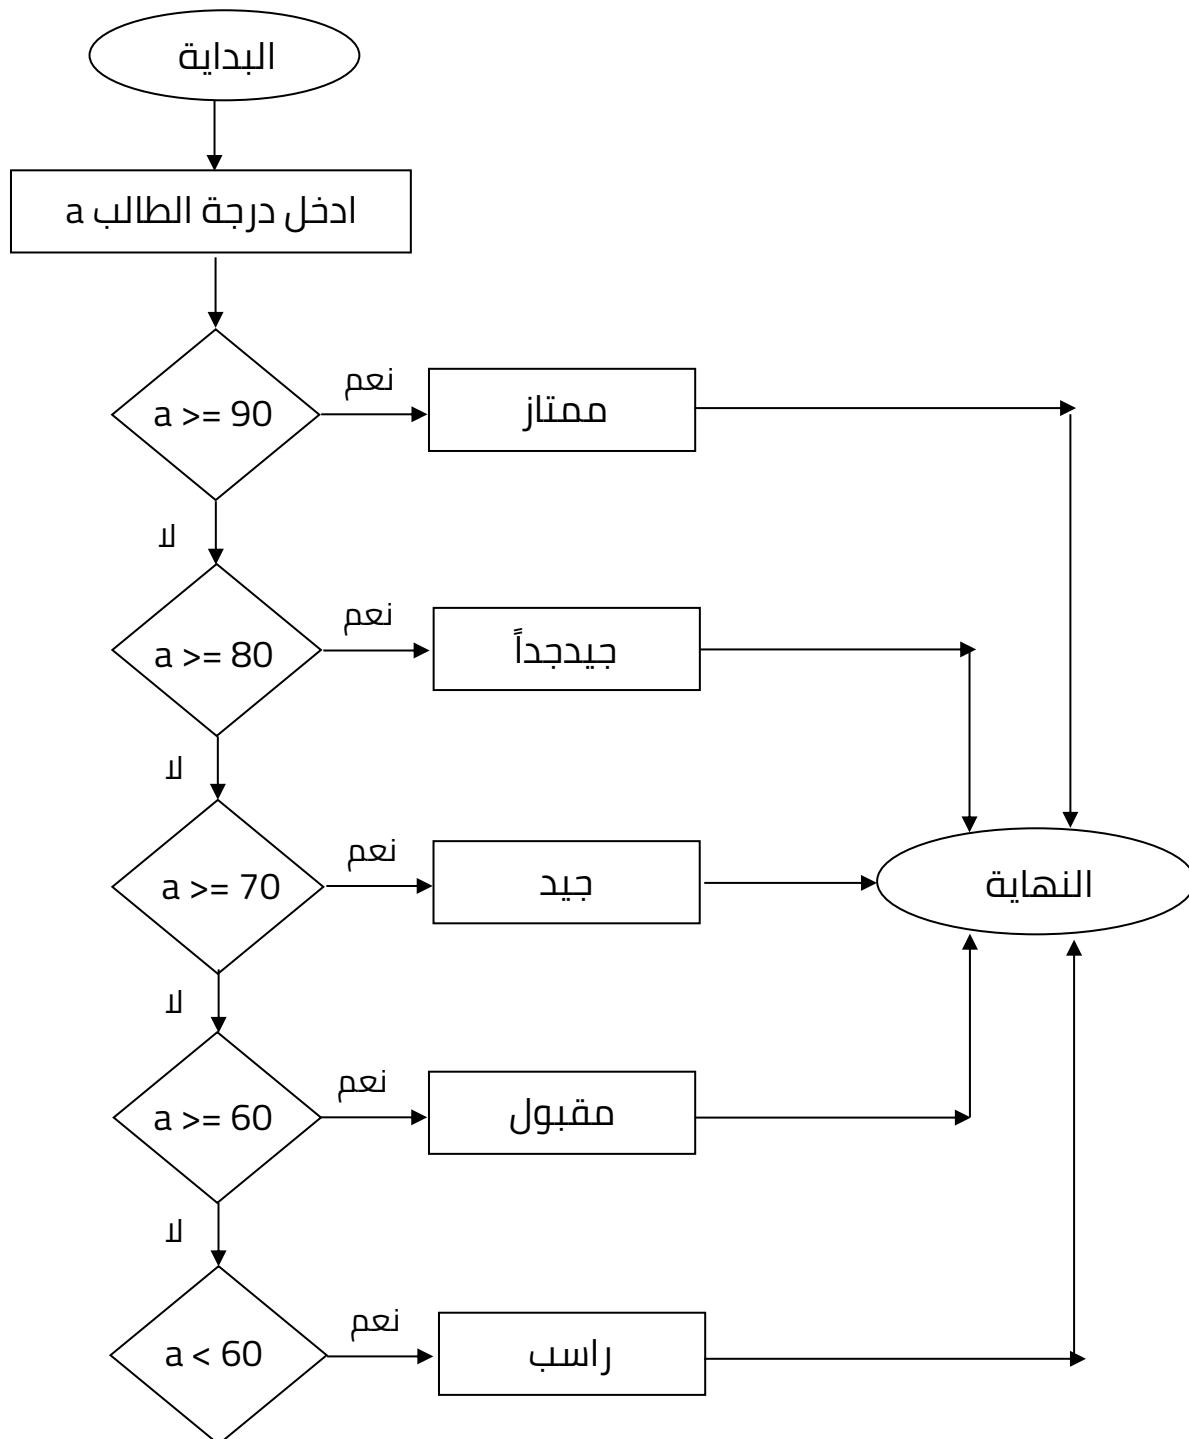 البداية
ادخل درجة الطالب a
a >= 90
نعم
ممتاز
لا
a >= 80
نعم
جيدجداً
لا
a >= 70
نعم
جيد
النهاية
لا
a >= 60
نعم
مقبول
لا
a < 60
نعم
راسب